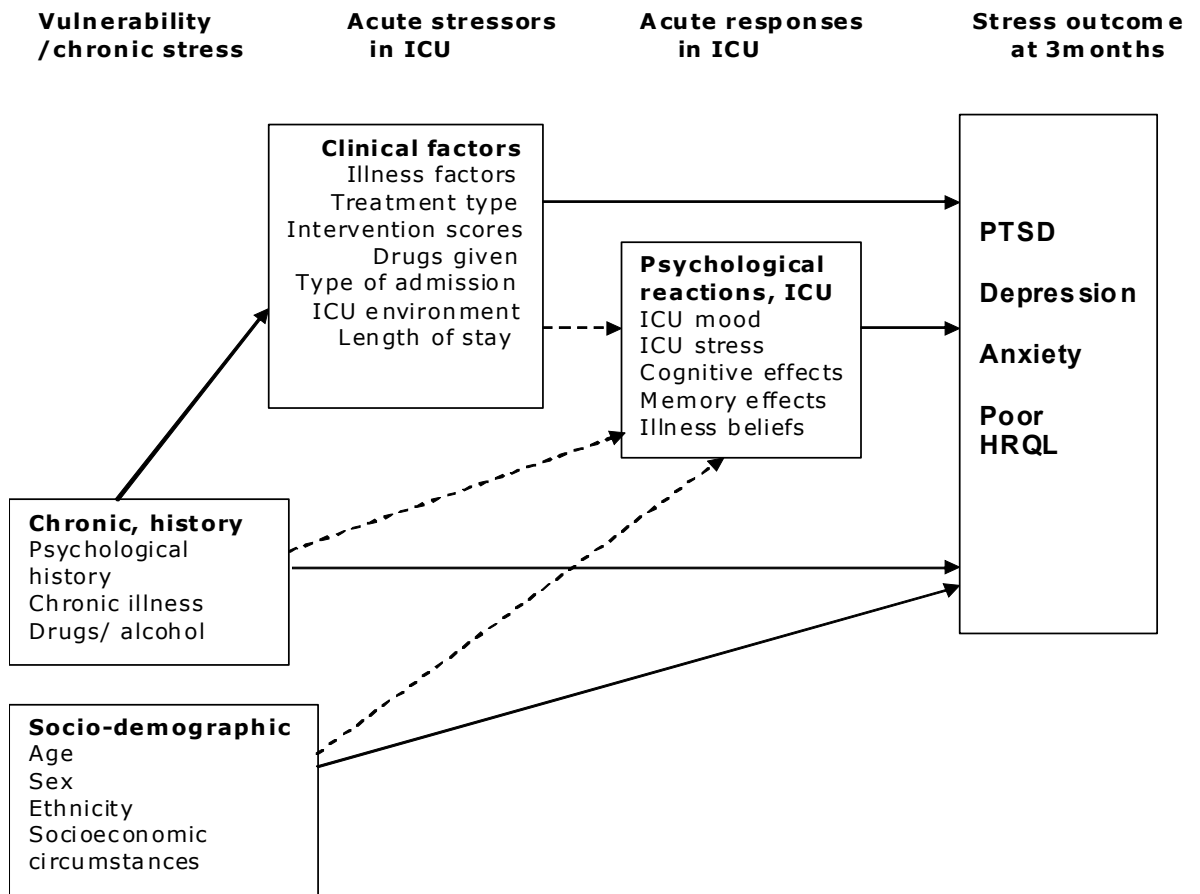 Vulnerability
/chronic stress
Acute stressors
in ICU
Acute responses
in ICU
Stress outcome
at 3months
Clinical factors
Illness factors
Treatment type
Intervention scores
Drugs given
Type of admission
ICU environment
Length of stay
Psychological
reactions, ICU
ICU mood
ICU stress
Cognitive effects
Memory effects
Illness beliefs
PTSD
Depression
Anxiety
Poor
HRQL
Chronic, history
Psychological
history
Chronic illness
Drugs/ alcohol
Socio-demographic
Age
Sex
Ethnicity
Socioeconomic
circumstances